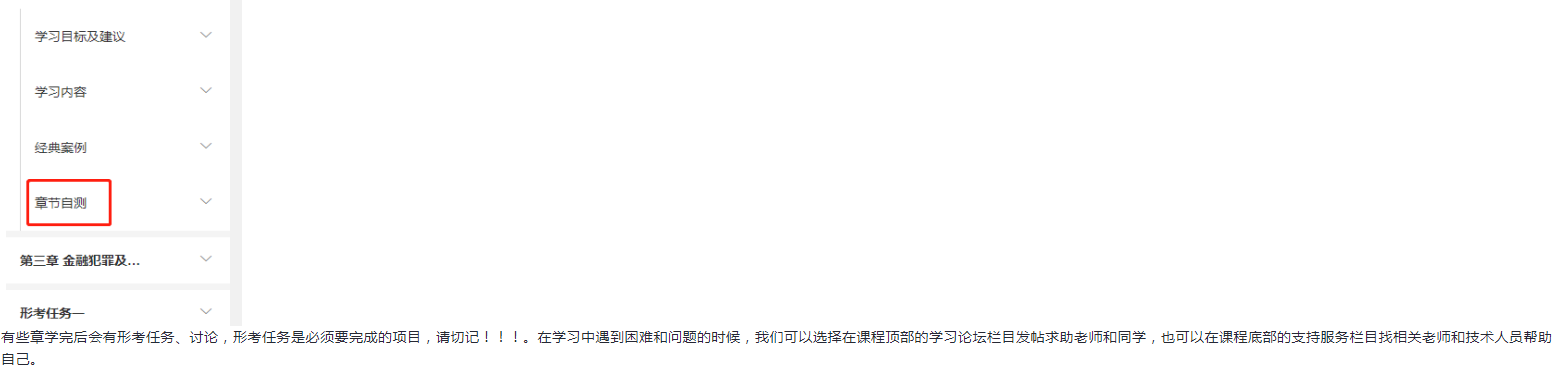 学习目标及建议
学习内容
经典案例
章节自测
第三章 金融犯罪及...
形考任务一
有些章学完后会有形考任务、讨论，形考任务是必须要完成的项目，请切记！！！。在学习中遇到困难和问题的时候，我们可以选择在课程顶部的学习论坛栏目发帖求助老师和同学，也可以在课程底部的支持服务栏目找相关老师和技术人员帮助
自己。